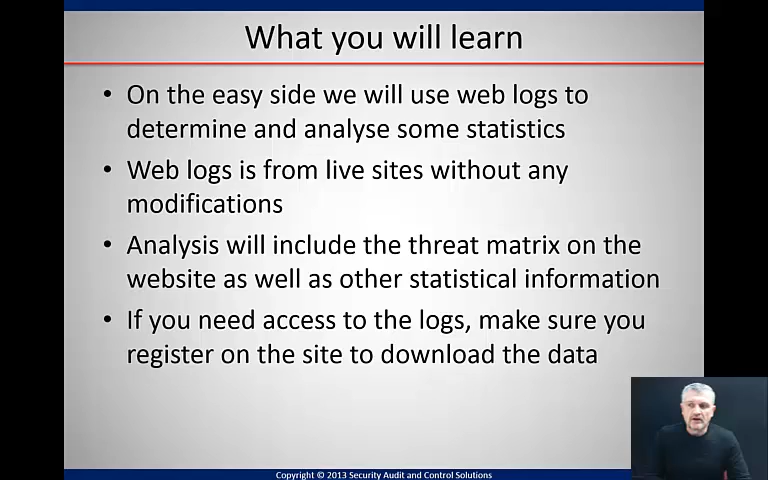 What you will learn
• On the easy side we will use web logs to
determine and analyse some statistics
• Web logs is from live sites without any
modifications
• Analysis will include the threat matrix on the
website as well as other statistical information
• If you need access to the logs, make sure you
register on the site to download the data
Copyright © 2013 Security Audit and Control Solutions